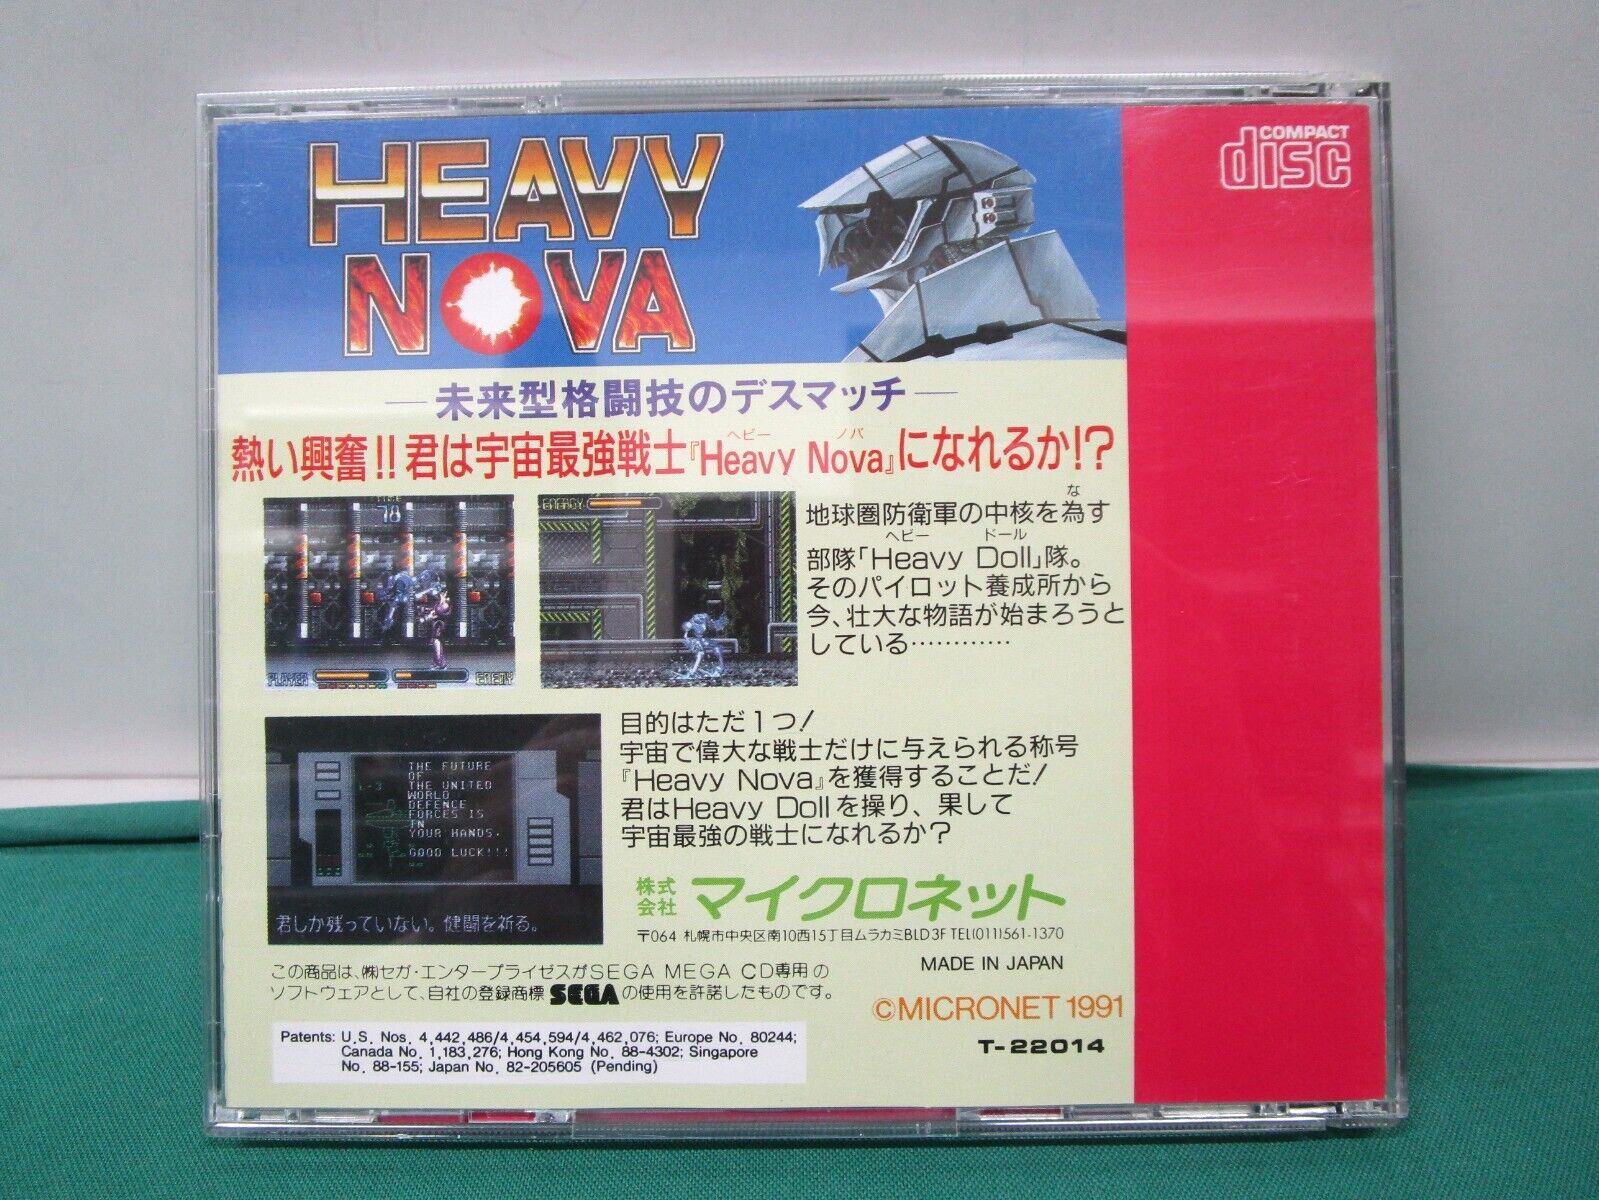 HEAVY
NOVA
COMPACT
disc
―未来型格闘技のデスマッチ―
ヘビー ノバ
熱い興奮!!君は宇宙最強戦士『Heavy Nova』になれるか!?
TIME
78
PLAYER
ENEMY
ENERGY
な
地球圏防衛軍の中核を為す
ヘビー ドール
部隊「Heavy Doll」隊。
そのパイロット養成所から
今、壮大な物語が始まろうと
している…………
THE FUTURE
OF
THE UNITED
WORLD
DEFENCE
FORCES IS
IN
YOUR HANDS.
GOOD LUCK!!!
L-3
君しか残っていない。健闘を祈る。
目的はただ1つ!
宇宙で偉大な戦士だけに与えられる称号
『Heavy Nova』を獲得することだ!
君はHeavy Dollを操り、果して
宇宙最強の戦士になれるか?
株式会社 マイクロネット
〒064 札幌市中央区南10西15丁目ムラカミBLD3F TEL(011)561-1370
MADE IN JAPAN
この商品は、㈱セガ・エンタープライゼスがSEGA MEGA CD専用の
ソフトウェアとして、自社の登録商標 SEGA の使用を許諾したものです。
©MICRONET 1991
T-22014
Patents: U.S. Nos. 4,442,486/4,454,594/4,462,076; Europe No. 80244;
Canada No. 1,183,276; Hong Kong No. 88-4302; Singapore
No. 88-155; Japan No. 82-205605 (Pending)